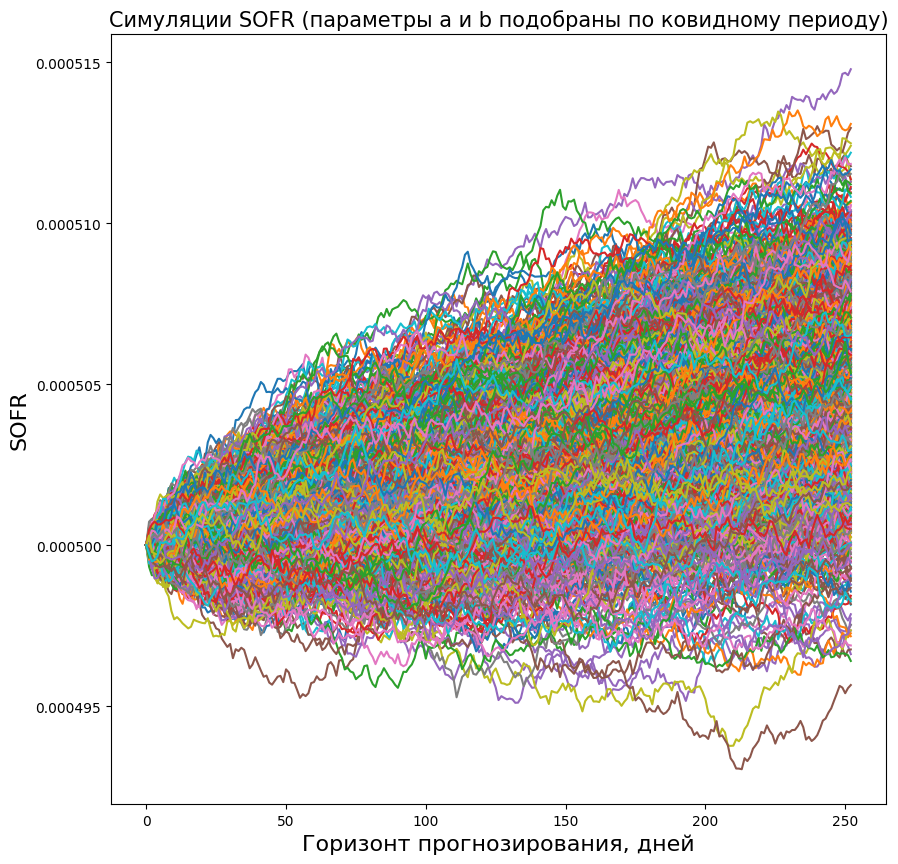 Симуляции SOFR (параметры a и b подобраны по ковидному периоду)
0.000515
0.000510
0.000505
0.000500
0.000495
SOFR
0 50 100 150 200 250
Горизонт прогнозирования, дней